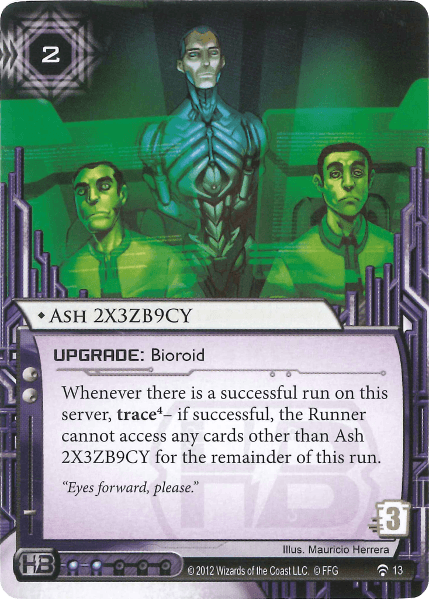 2
♦ ASH 2X3ZB9CY
UPGRADE: Bioroid
Whenever there is a successful run on this
server, trace⁴– if successful, the Runner
cannot access any cards other than Ash
2X3ZB9CY for the remainder of this run.
“Eyes forward, please.”
3
Illus. Mauricio Herrera
HB
© 2012 Wizards of the Coast LLC. © FFG
13